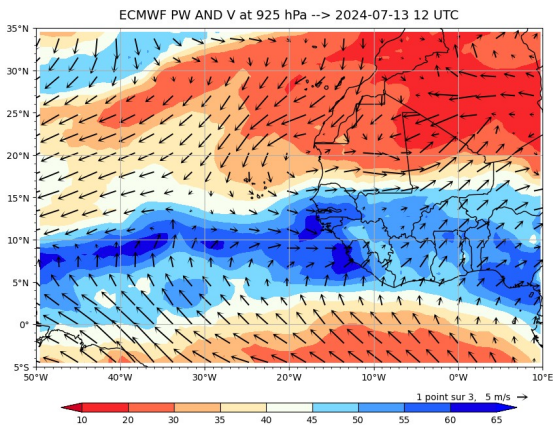 ECMWF PW AND V at 925 hPa --> 2024-07-13 12 UTC
35°N
30°N
25°N
20°N
15°N
10°N
5°N
0°
5°S
50°W 40°W 30°W 20°W 10°W 0°W 10°E
1 point sur 3, 5 m/s
10 20 30 35 40 45 50 55 60 65